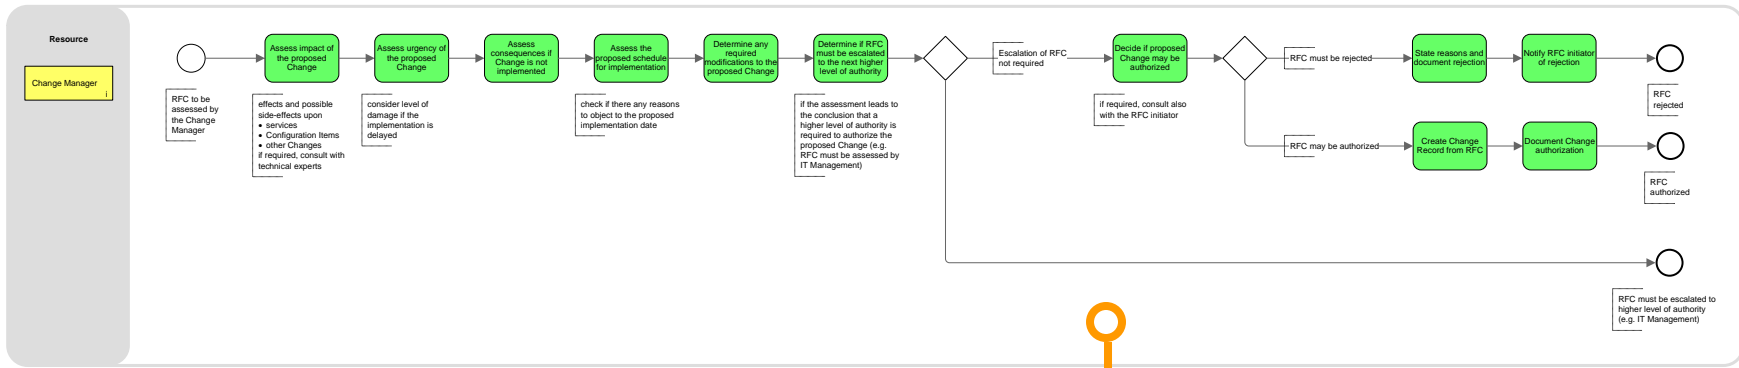 Resource
Change Manager
i
RFC to be
assessed by
the Change
Manager
Assess impact of
the proposed
Change
effects and possible
side-effects upon
• services
• Configuration Items
• other Changes
if required, consult with
technical experts
Assess urgency of
the proposed
Change
consider level of
damage if the
implementation is
delayed
Assess
consequences if
Change is not
implemented
Assess the
proposed schedule
for implementation
check if there any reasons
to object to the proposed
implementation date
Determine any
required
modifications to the
proposed Change
Determine if RFC
must be escalated
to the next higher
level of authority
if the assessment leads to
the conclusion that a
higher level of authority is
required to authorize the
proposed Change (e.g.
RFC must be assessed by
IT Management)
Escalation of RFC
not required
Decide if proposed
Change may be
authorized
if required, consult also
with the RFC initiator
RFC must be rejected
State reasons and
document rejection
Notify RFC initiator
of rejection
RFC
rejected
RFC may be authorized
Create Change
Record from RFC
Document Change
authorization
RFC
authorized
RFC must be escalated to
higher level of authority
(e.g. IT Management)